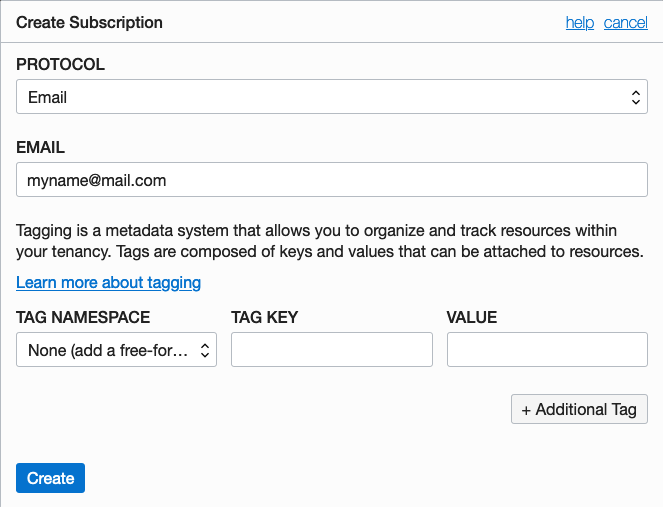 Create Subscription help cancel
PROTOCOL
Email
EMAIL
myname@mail.com
Tagging is a metadata system that allows you to organize and track resources within
your tenancy. Tags are composed of keys and values that can be attached to resources.
Learn more about tagging
TAG NAMESPACE TAG KEY VALUE
None (add a free-for...
+ Additional Tag
Create